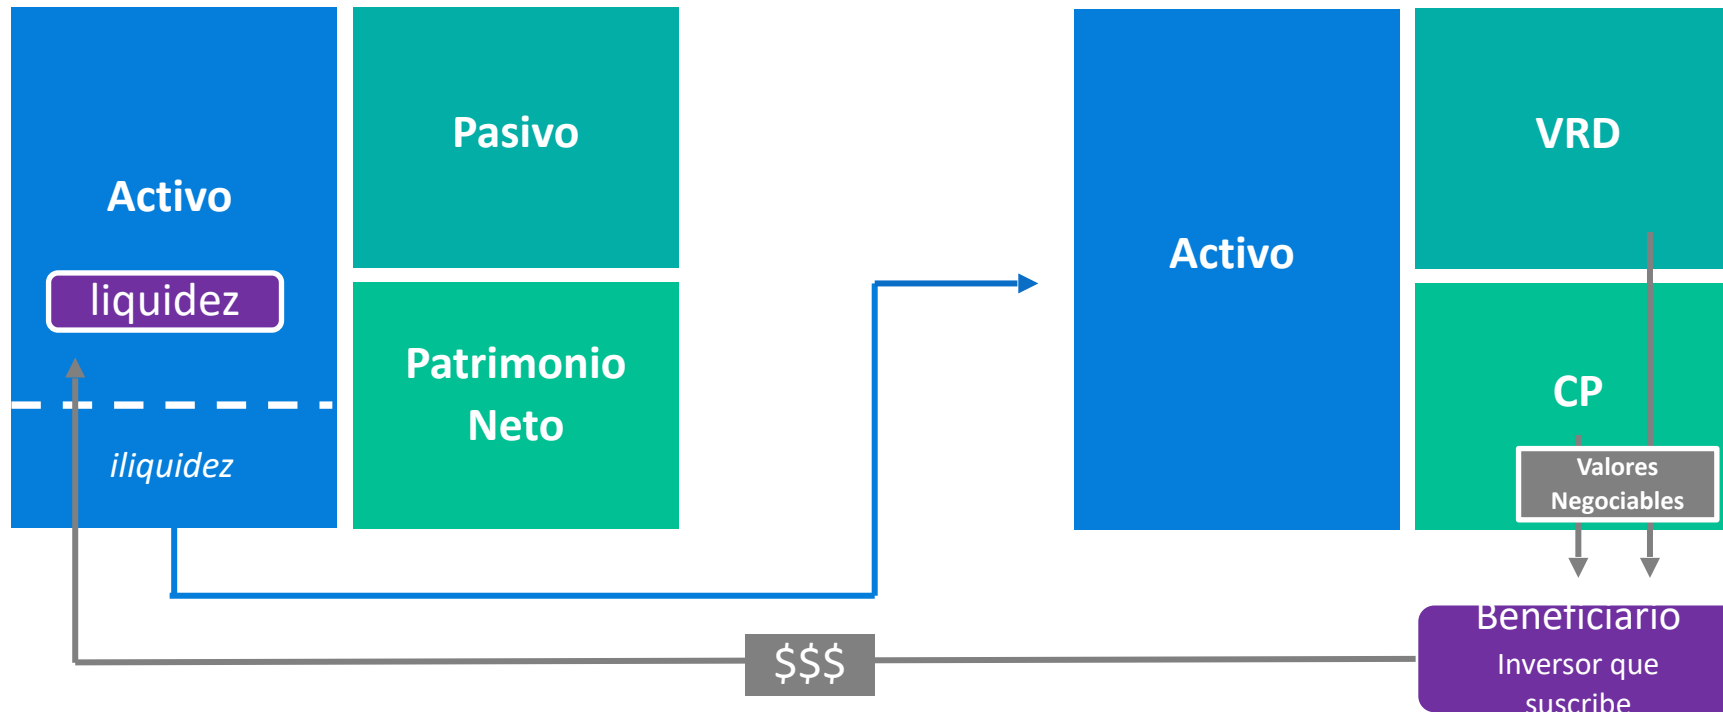 Activo
liquidez
iliquidez
Pasivo
Patrimonio
Neto
$$$
Activo
VRD
CP
Valores
Negociables
Beneficiario
Inversor que
suscribe